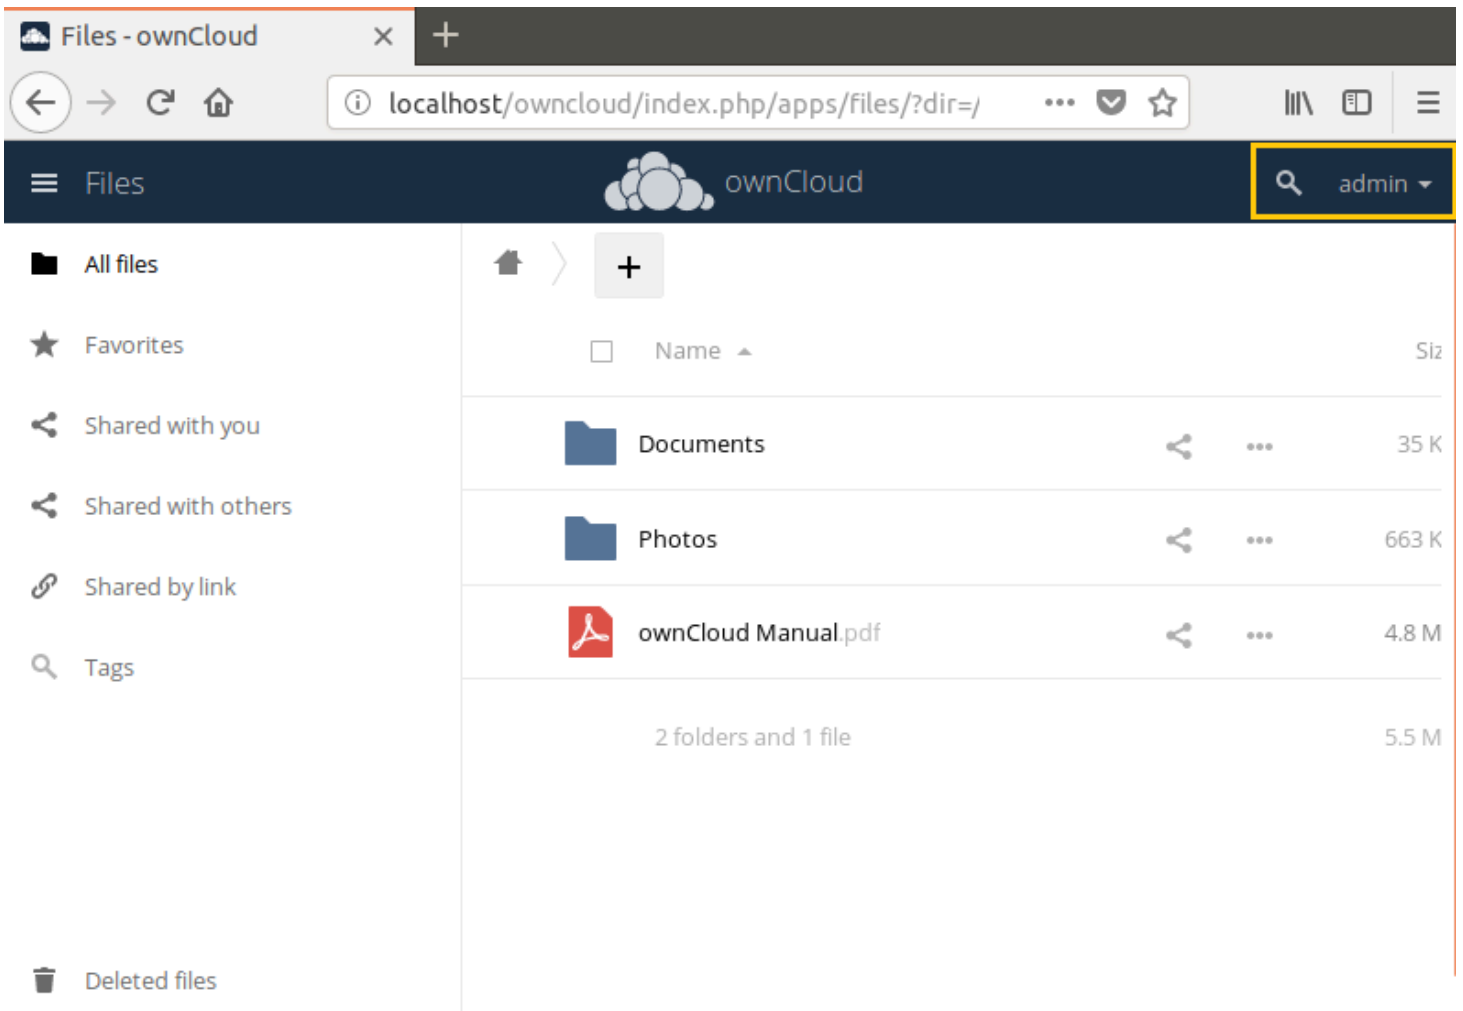 Files - ownCloud
localhost/owncloud/index.php/apps/files/?dir=/
Files
ownCloud
admin
All files
Favorites
Shared with you
Shared with others
Shared by link
Tags
Deleted files
Name Siz
Documents 35 K
Photos 663 K
ownCloud Manual.pdf 4.8 M
2 folders and 1 file 5.5 M